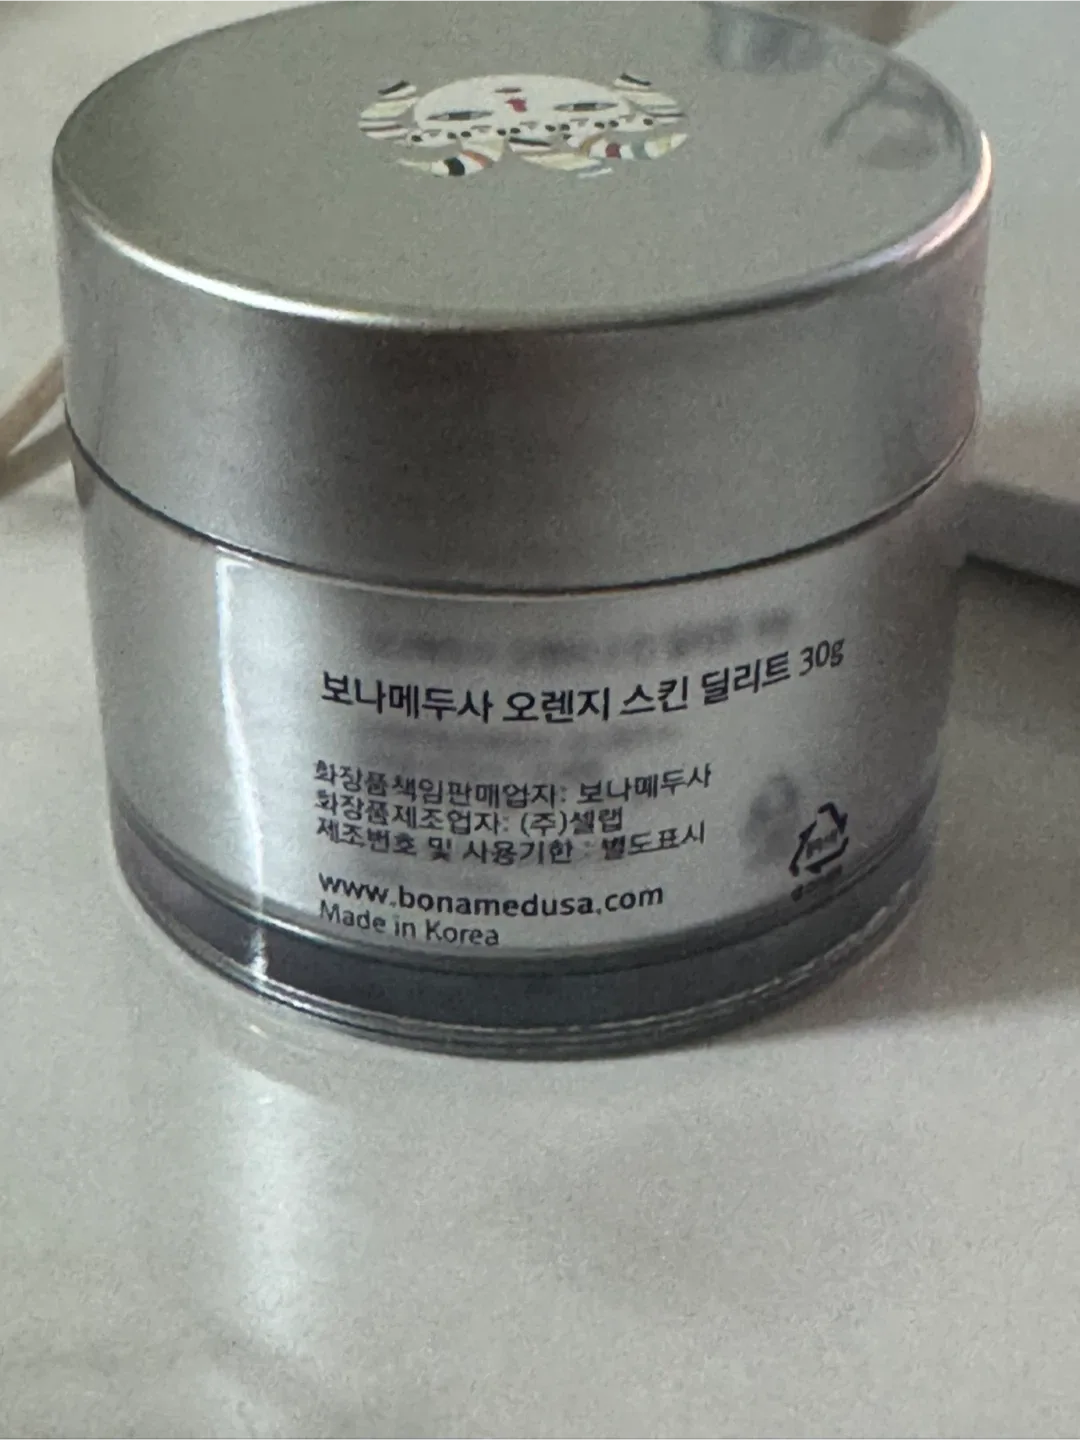 보나메두사 오렌지 스킨 딜리트 30g
화장품책임판매업자: 보나메두사
화장품제조업자: (주)셀랩
제조번호 및 사용기한 : 별도표시
www.bonamedusa.com
Made in Korea